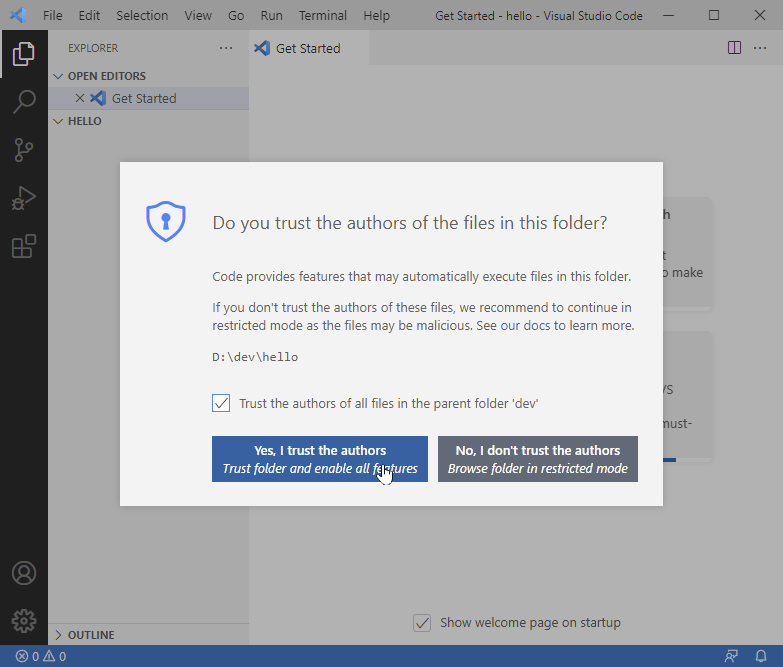 File Edit Selection View Go Run Terminal Help Get Started - hello - Visual Studio Code
EXPLORER
Get Started
OPEN EDITORS
Get Started
HELLO
Do you trust the authors of the files in this folder?
Code provides features that may automatically execute files in this folder.
If you don't trust the authors of these files, we recommend to continue in
restricted mode as the files may be malicious. See our docs to learn more.
D:\dev\hello
Trust the authors of all files in the parent folder 'dev'
Yes, I trust the authors
Trust folder and enable all features
No, I don't trust the authors
Browse folder in restricted mode
make
must-
Show welcome page on startup
OUTLINE
0 0